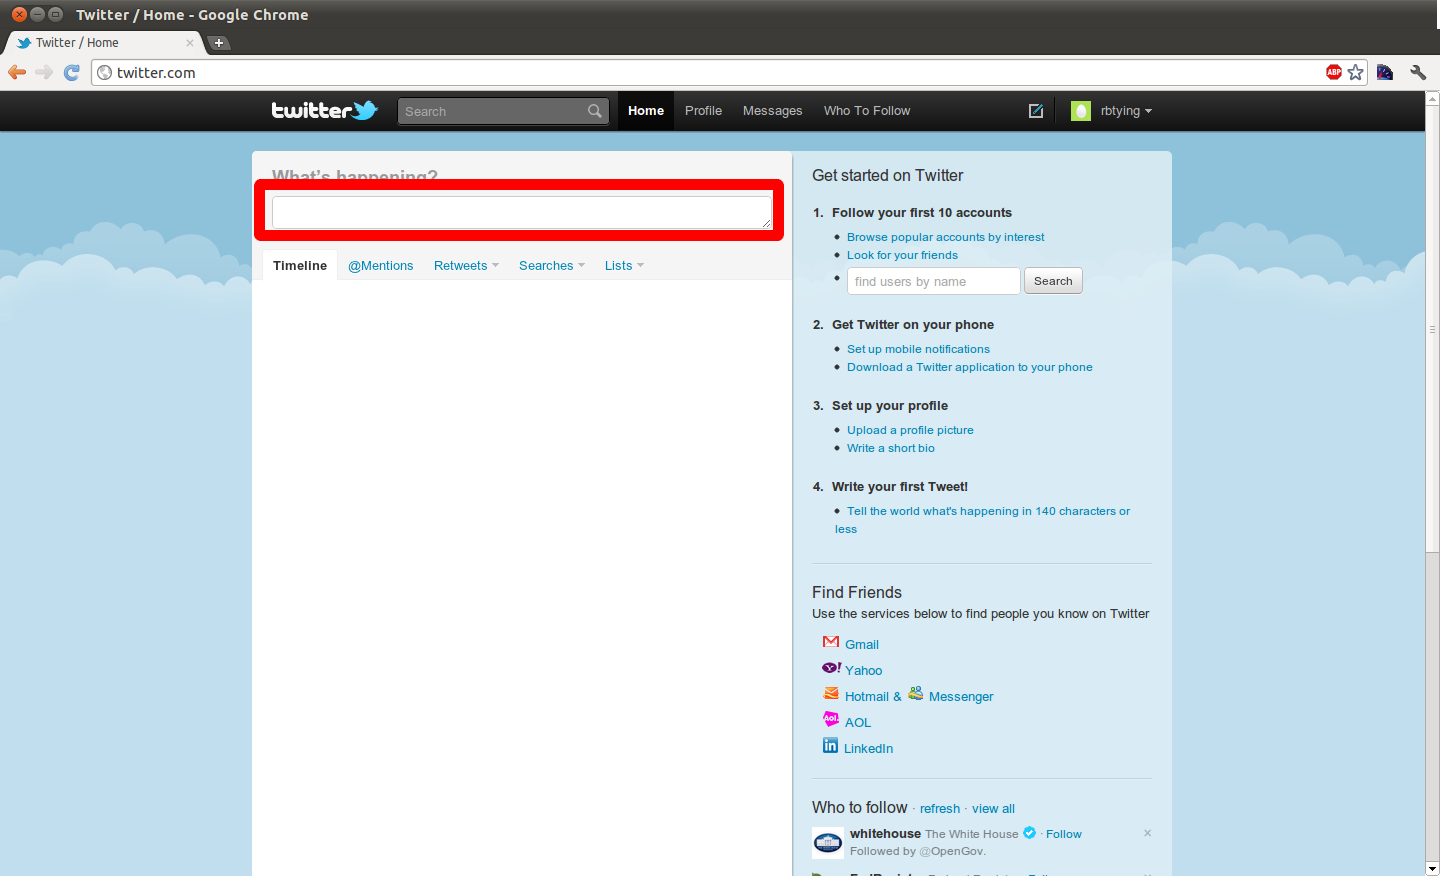 Twitter / Home - Google Chrome
Twitter / Home
twitter.com
ABP
twitter
Search
Home
Profile
Messages
Who To Follow
rbtying
What's happening?
Timeline
@Mentions
Retweets
Searches
Lists
Get started on Twitter
1. Follow your first 10 accounts
Browse popular accounts by interest
Look for your friends
find users by name
Search
2. Get Twitter on your phone
Set up mobile notifications
Download a Twitter application to your phone
3. Set up your profile
Upload a profile picture
Write a short bio
4. Write your first Tweet!
Tell the world what's happening in 140 characters or
less
Find Friends
Use the services below to find people you know on Twitter
Gmail
Y! Yahoo
Hotmail & Messenger
Aol. AOL
in LinkedIn
Who to follow · refresh · view all
whitehouse The White House · Follow
Followed by @OpenGov.